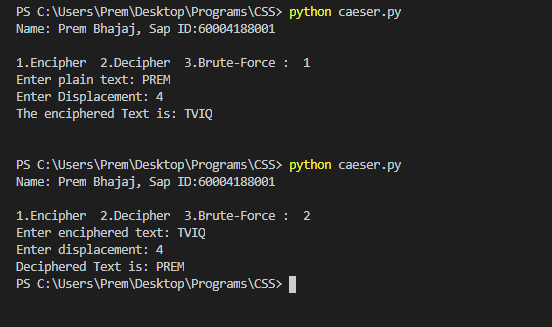 PS C:\Users\Prem\Desktop\Programs\CSS> python caeser.py
Name: Prem Bhajaj, Sap ID:60004188001
1.Encipher  2.Decipher  3.Brute-Force :  1
Enter plain text: PREM
Enter Displacement: 4
The enciphered Text is: TVIQ
PS C:\Users\Prem\Desktop\Programs\CSS> python caeser.py
Name: Prem Bhajaj, Sap ID:60004188001
1.Encipher  2.Decipher  3.Brute-Force :  2
Enter enciphered text: TVIQ
Enter displacement: 4
Deciphered Text is: PREM
PS C:\Users\Prem\Desktop\Programs\CSS>